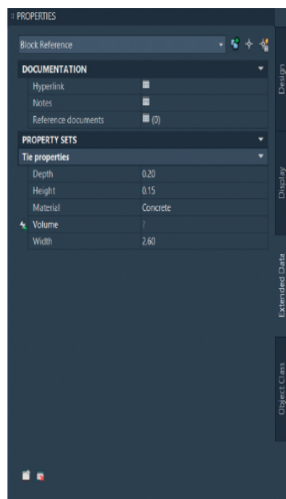 PROPERTIES
Block Reference
DOCUMENTATION
Hyperlink
Notes
Reference documents (0)
PROPERTY SETS
Tie properties
Depth 0.20
Height 0.15
Material Concrete
Volume ?
Width 2.60
Design
Display
Extended Data
Object Class